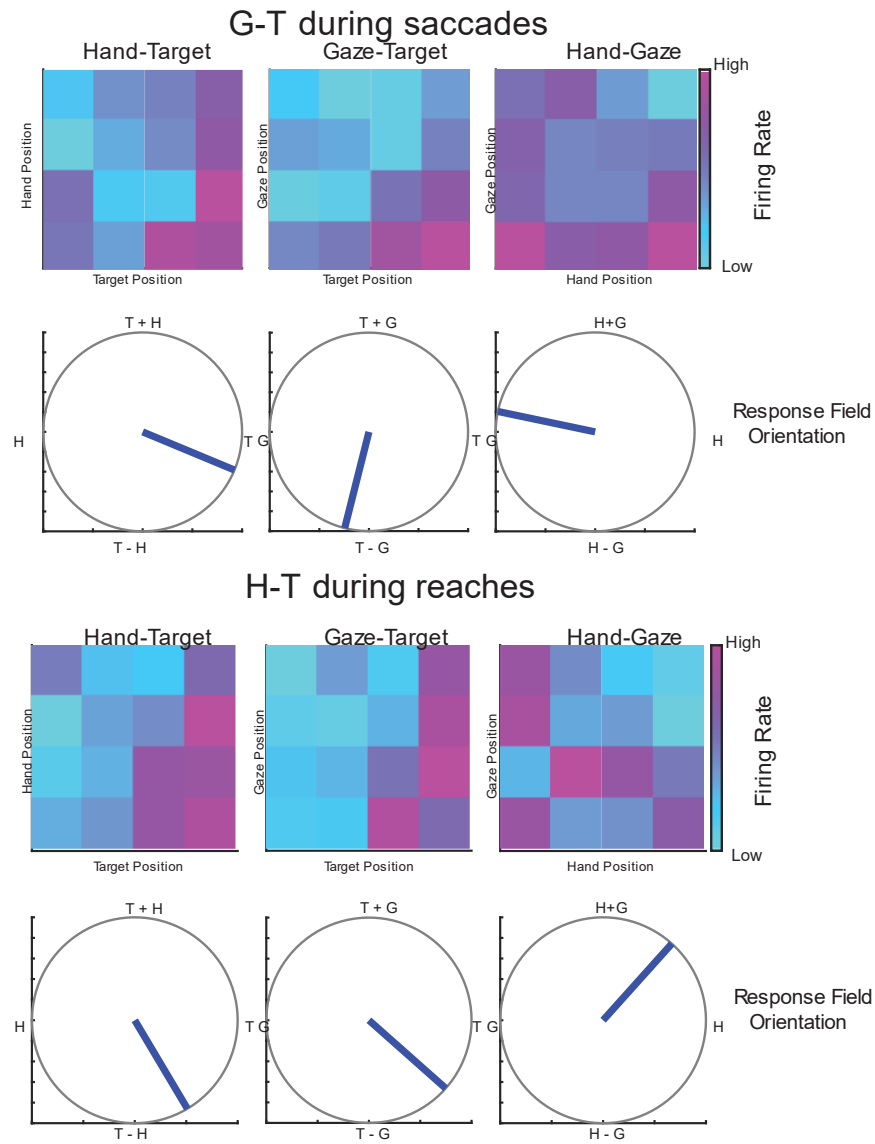 G-T during saccades
Hand-Target Gaze-Target Hand-Gaze
High
Hand Position
Gaze Position
Gaze Position
Firing Rate
Low
Target Position Target Position Hand Position
T + H T + G H+G
H T G T G H
Response Field
Orientation
T - H T - G H - G
H-T during reaches
Hand-Target Gaze-Target Hand-Gaze
High
Hand Position
Gaze Position
Gaze Position
Firing Rate
Low
Target Position Target Position Hand Position
T + H T + G H+G
H T G T G H
Response Field
Orientation
T - H T - G H - G